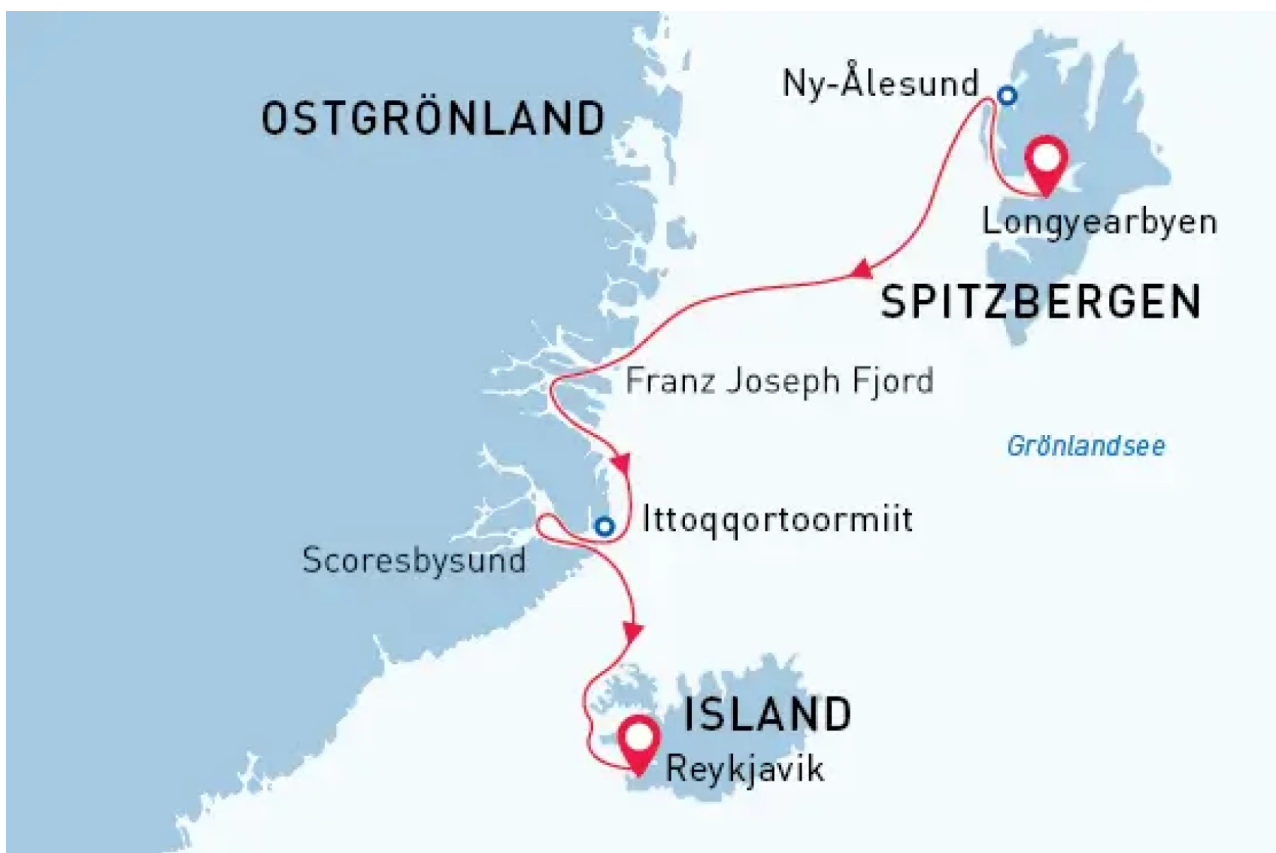 Ny-Ålesund
OSTGRÖNLAND
Longyearbyen
SPITZBERGEN
Franz Joseph Fjord
Grönlandsee
Ittoqqortoormiit
Scoresbysund
ISLAND
Reykjavik